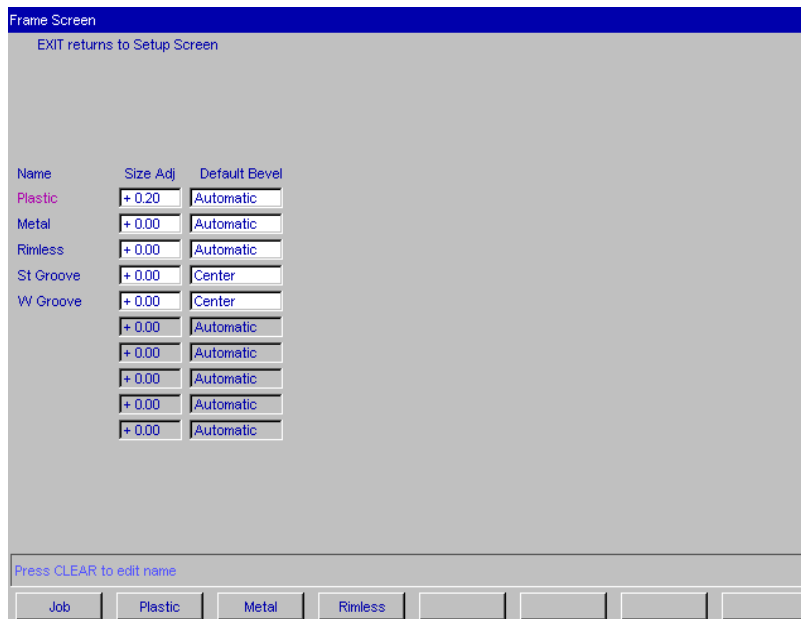 Frame Screen
EXIT returns to Setup Screen
Name Size Adj Default Bevel
Plastic + 0.20 Automatic
Metal + 0.00 Automatic
Rimless + 0.00 Automatic
St Groove + 0.00 Center
W Groove + 0.00 Center
+ 0.00 Automatic
+ 0.00 Automatic
+ 0.00 Automatic
+ 0.00 Automatic
+ 0.00 Automatic
Press CLEAR to edit name
Job Plastic Metal Rimless